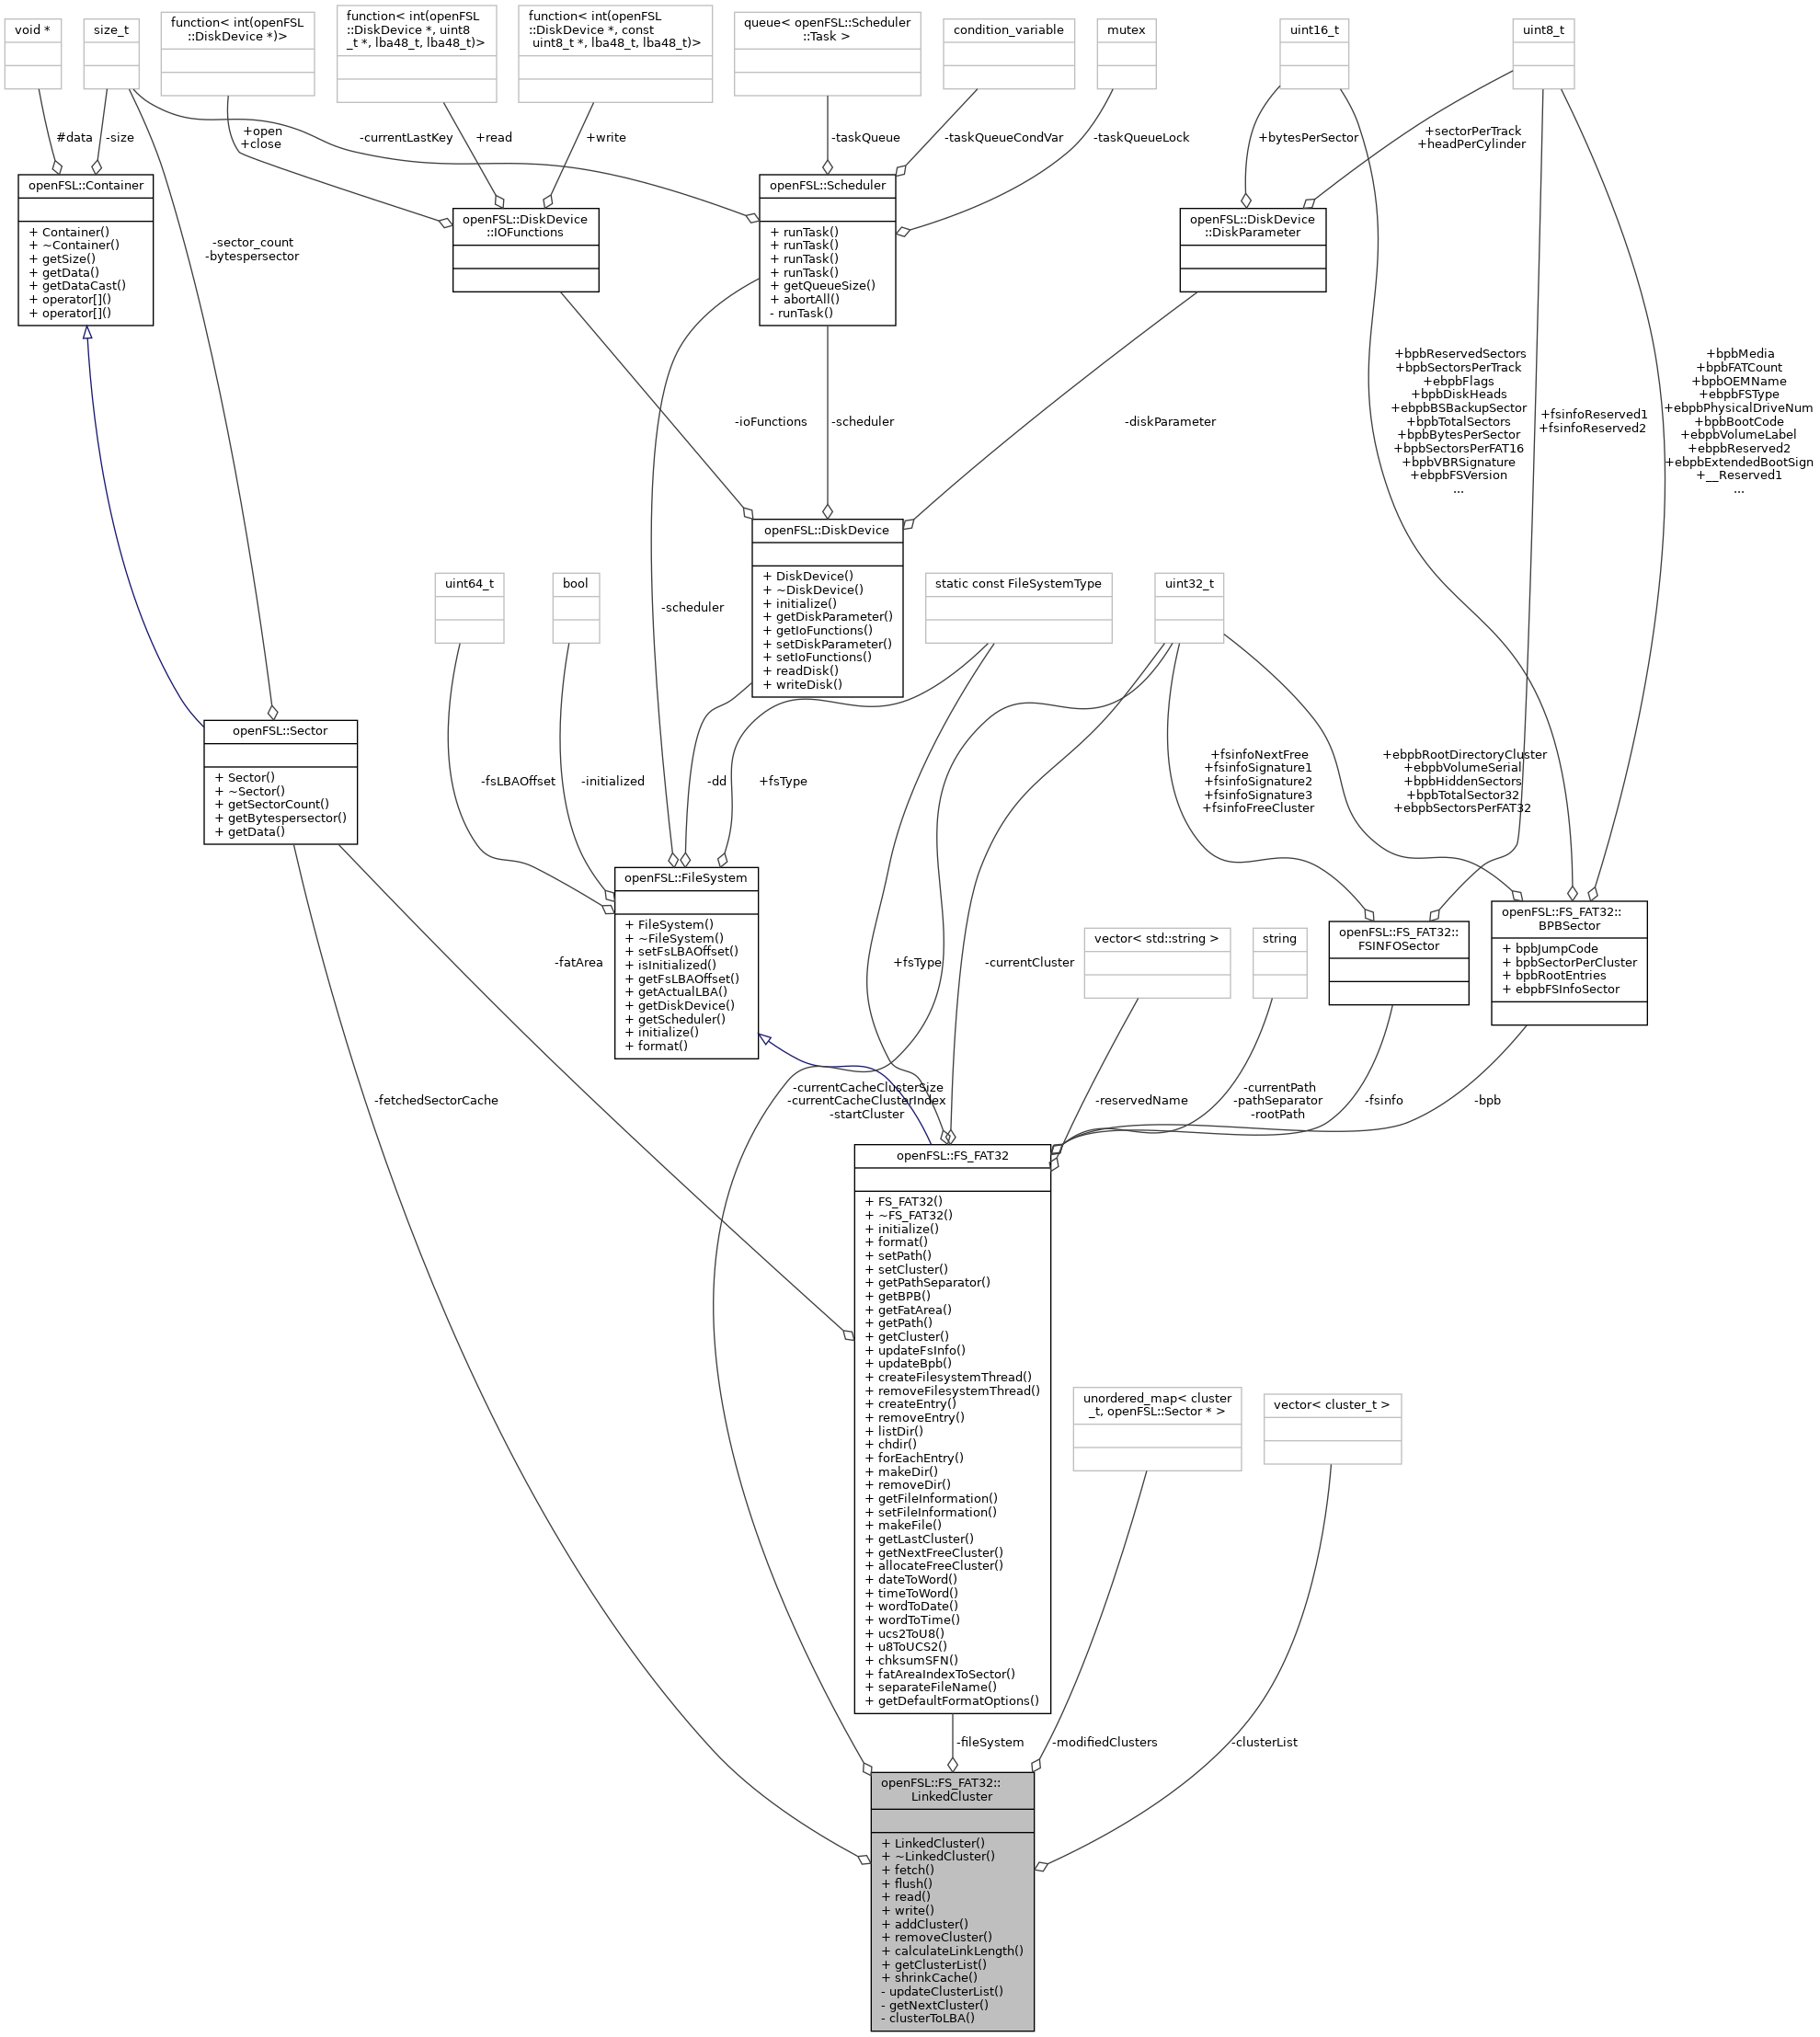 void *
size_t
function< int(openFSL
::DiskDevice *)>
function< int(openFSL
::DiskDevice *, uint8
_t *, lba48_t, lba48_t)>
function< int(openFSL
::DiskDevice *, const
uint8_t *, lba48_t, lba48_t)>
queue< openFSL::Scheduler
::Task >
condition_variable
mutex
uint16_t
uint8_t
#data
-size
+open
+close
-currentLastKey
+read
+write
-taskQueue
-taskQueueCondVar
-taskQueueLock
+bytesPerSector
+sectorPerTrack
+headPerCylinder
openFSL::Container
+ Container()
+ ~Container()
+ getSize()
+ getData()
+ getDataCast()
+ operator[]()
+ operator[]()
-sector_count
-bytespersector
openFSL::DiskDevice
::IOFunctions
openFSL::Scheduler
+ runTask()
+ runTask()
+ runTask()
+ runTask()
+ getQueueSize()
+ abortAll()
- runTask()
openFSL::DiskDevice
::DiskParameter
-ioFunctions
-scheduler
-diskParameter
+bpbReservedSectors
+bpbSectorsPerTrack
+ebpbFlags
+bpbDiskHeads
+ebpbBSBackupSector
+bpbTotalSectors
+bpbBytesPerSector
+bpbSectorsPerFAT16
+bpbVBRSignature
+ebpbFSVersion
...
+fsinfoReserved1
+fsinfoReserved2
+bpbMedia
+bpbFATCount
+bpbOEMName
+ebpbFSType
+ebpbPhysicalDriveNum
+bpbBootCode
+ebpbVolumeLabel
+ebpbReserved2
+ebpbExtendedBootSign
+__Reserved1
...
openFSL::DiskDevice
+ DiskDevice()
+ ~DiskDevice()
+ initialize()
+ getDiskParameter()
+ getIoFunctions()
+ setDiskParameter()
+ setIoFunctions()
+ readDisk()
+ writeDisk()
uint64_t
bool
-scheduler
static const FileSystemType
uint32_t
openFSL::Sector
+ Sector()
+ ~Sector()
+ getSectorCount()
+ getBytespersector()
+ getData()
-fsLBAOffset
-initialized
-dd
+fsType
+fsinfoNextFree
+fsinfoSignature1
+fsinfoSignature2
+fsinfoSignature3
+fsinfoFreeCluster
+ebpbRootDirectoryCluster
+ebpbVolumeSerial
+bpbHiddenSectors
+bpbTotalSector32
+ebpbSectorsPerFAT32
openFSL::FileSystem
+ FileSystem()
+ ~FileSystem()
+ setFsLBAOffset()
+ isInitialized()
+ getFsLBAOffset()
+ getActualLBA()
+ getDiskDevice()
+ getScheduler()
+ initialize()
+ format()
-fatArea
+fsType
-currentCluster
vector< std::string >
string
openFSL::FS_FAT32::
FSINFOSector
openFSL::FS_FAT32::
BPBSector
+ bpbJumpCode
+ bpbSectorPerCluster
+ bpbRootEntries
+ ebpbFSInfoSector
-fetchedSectorCache
-currentCacheClusterSize
-currentCacheClusterIndex
-startCluster
-reservedName
-currentPath
-pathSeparator
-rootPath
-fsinfo
-bpb
openFSL::FS_FAT32
+ FS_FAT32()
+ ~FS_FAT32()
+ initialize()
+ format()
+ setPath()
+ setCluster()
+ getPathSeparator()
+ getBPB()
+ getFatArea()
+ getPath()
+ getCluster()
+ updateFsInfo()
+ updateBpb()
+ createFilesystemThread()
+ removeFilesystemThread()
+ createEntry()
+ removeEntry()
+ listDir()
+ chdir()
+ forEachEntry()
+ makeDir()
+ removeDir()
+ getFileInformation()
+ setFileInformation()
+ makeFile()
+ getLastCluster()
+ getNextFreeCluster()
+ allocateFreeCluster()
+ dateToWord()
+ timeToWord()
+ wordToDate()
+ wordToTime()
+ ucs2ToU8()
+ u8ToUCS2()
+ chksumSFN()
+ fatAreaIndexToSector()
+ separateFileName()
+ getDefaultFormatOptions()
unordered_map< cluster
_t, openFSL::Sector * >
vector< cluster_t >
-fileSystem
-modifiedClusters
-clusterList
openFSL::FS_FAT32::
LinkedCluster
+ LinkedCluster()
+ ~LinkedCluster()
+ fetch()
+ flush()
+ read()
+ write()
+ addCluster()
+ removeCluster()
+ calculateLinkLength()
+ getClusterList()
+ shrinkCache()
- updateClusterList()
- getNextCluster()
- clusterToLBA()